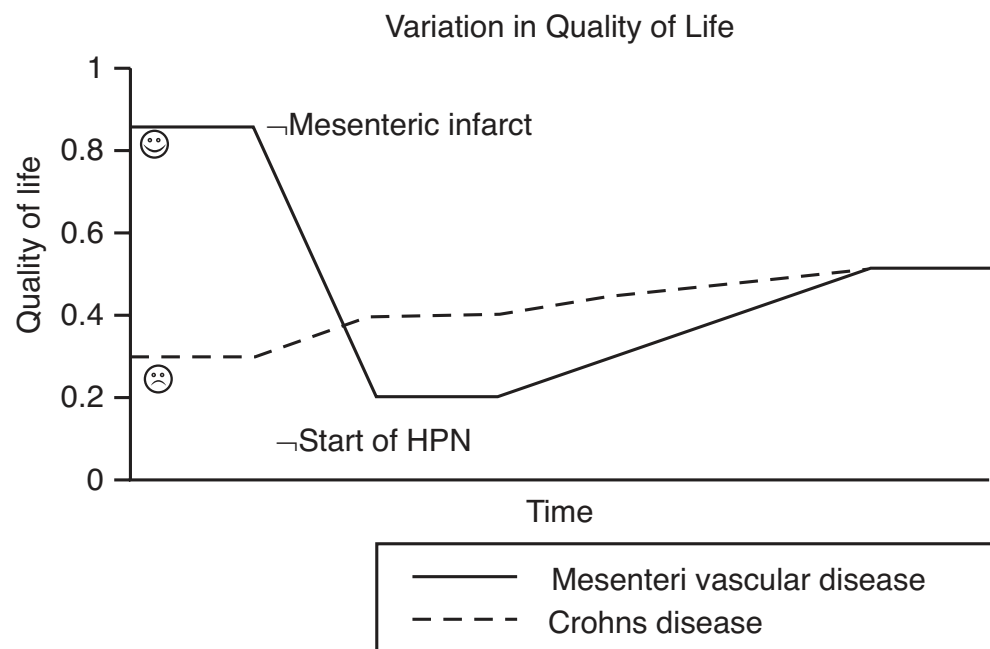 Variation in Quality of Life
1
0.8
0.6
0.4
0.2
0
Quality of life
¬Mesenteric infarct
¬Start of HPN
Time
Mesenteri vascular disease
Crohns disease